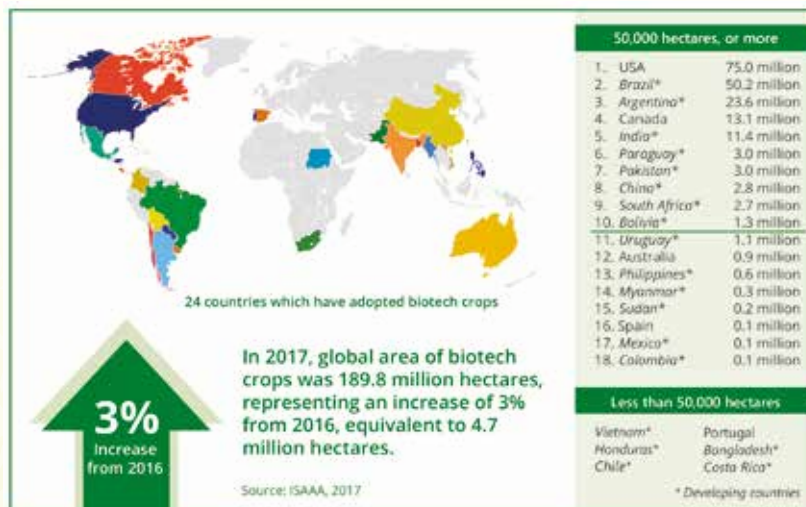 24 countries which have adopted biotech crops
3%
Increase
from 2016
In 2017, global area of biotech
crops was 189.8 million hectares,
representing an increase of 3%
from 2016, equivalent to 4.7
million hectares.
Source: ISAAA, 2017
50,000 hectares, or more
1. USA 75.0 million
2. Brazil* 50.2 million
3. Argentina* 23.6 million
4. Canada 13.1 million
5. India* 11.4 million
6. Paraguay* 3.0 million
7. Pakistan* 3.0 million
8. China* 2.8 million
9. South Africa* 2.7 million
10. Bolivia* 1.3 million
11. Uruguay* 1.1 million
12. Australia 0.9 million
13. Philippines* 0.6 million
14. Myanmar* 0.3 million
15. Sudan* 0.2 million
16. Spain 0.1 million
17. Mexico* 0.1 million
18. Colombia* 0.1 million
Less than 50,000 hectares
Vietnam* Portugal
Honduras* Bangladesh*
Chile* Costa Rica*
* Developing countries